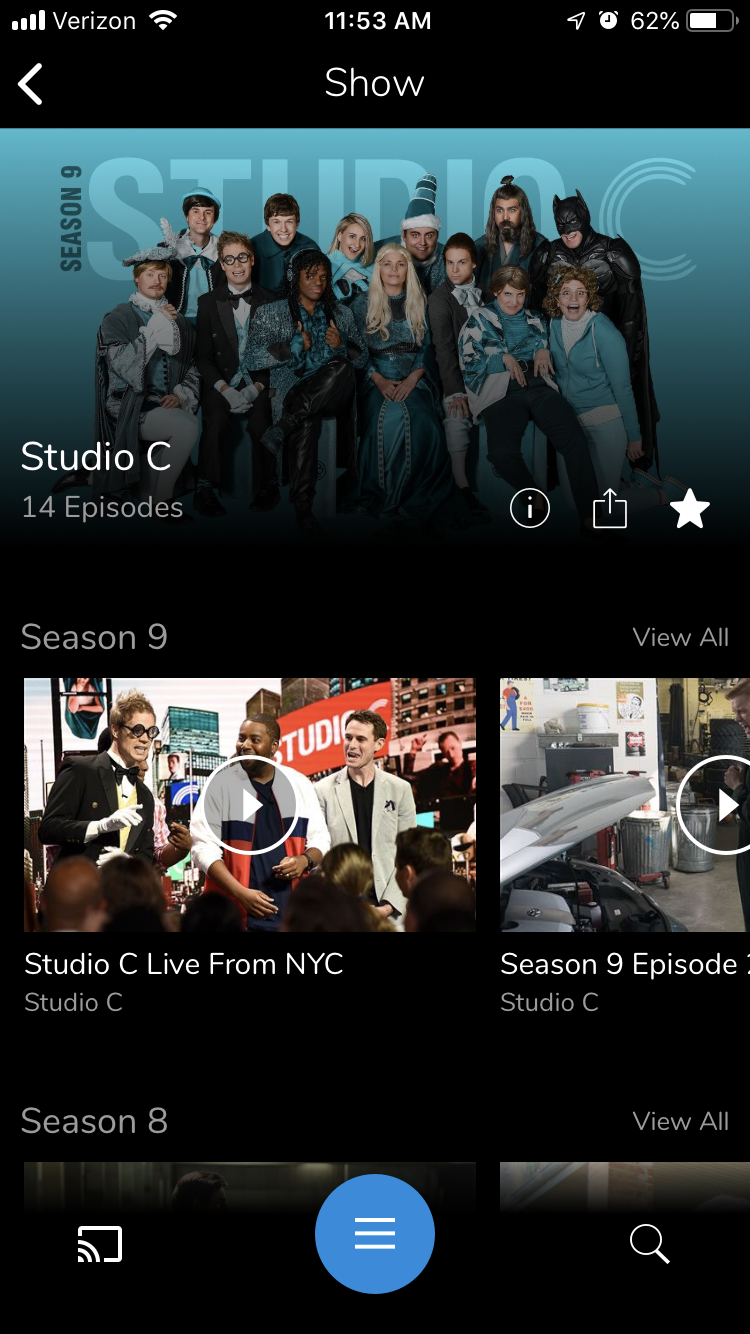 Verizon 11:53 AM 62%
Show
SEASON 9
STUDIO C
Studio C
14 Episodes
Season 9
View All
STUDIO C
Studio C Live From NYC
Studio C
Season 9 Episode
Studio C
Season 8
View All